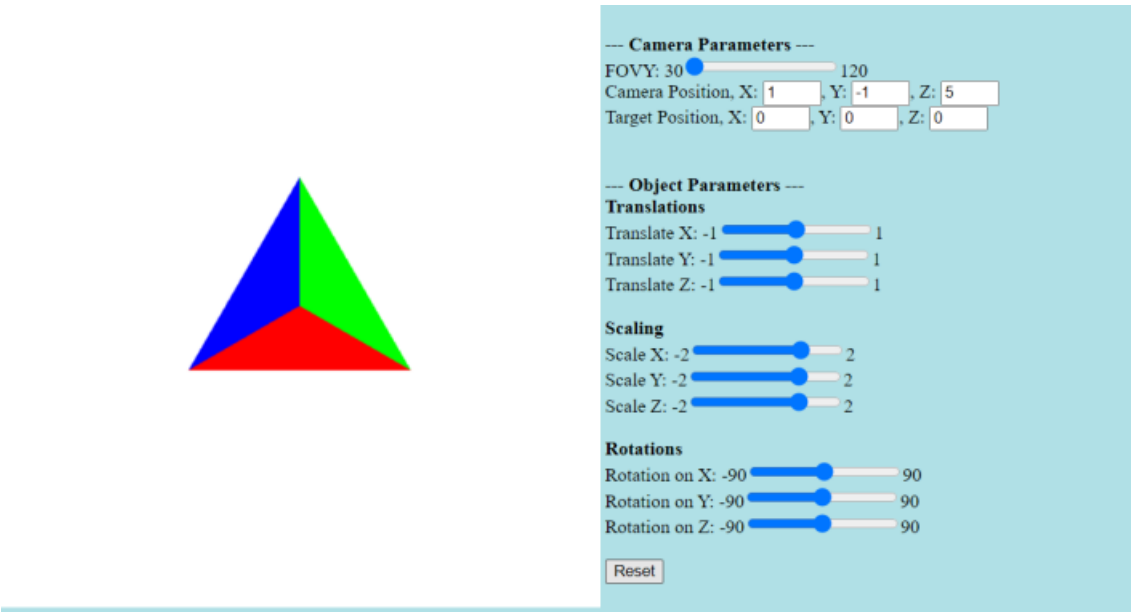 --- Camera Parameters ---
FOVY: 30 120
Camera Position, X: 1 , Y: -1 , Z: 5
Target Position, X: 0 , Y: 0 , Z: 0
--- Object Parameters ---
Translations
Translate X: -1 1
Translate Y: -1 1
Translate Z: -1 1
Scaling
Scale X: -2 2
Scale Y: -2 2
Scale Z: -2 2
Rotations
Rotation on X: -90 90
Rotation on Y: -90 90
Rotation on Z: -90 90
Reset